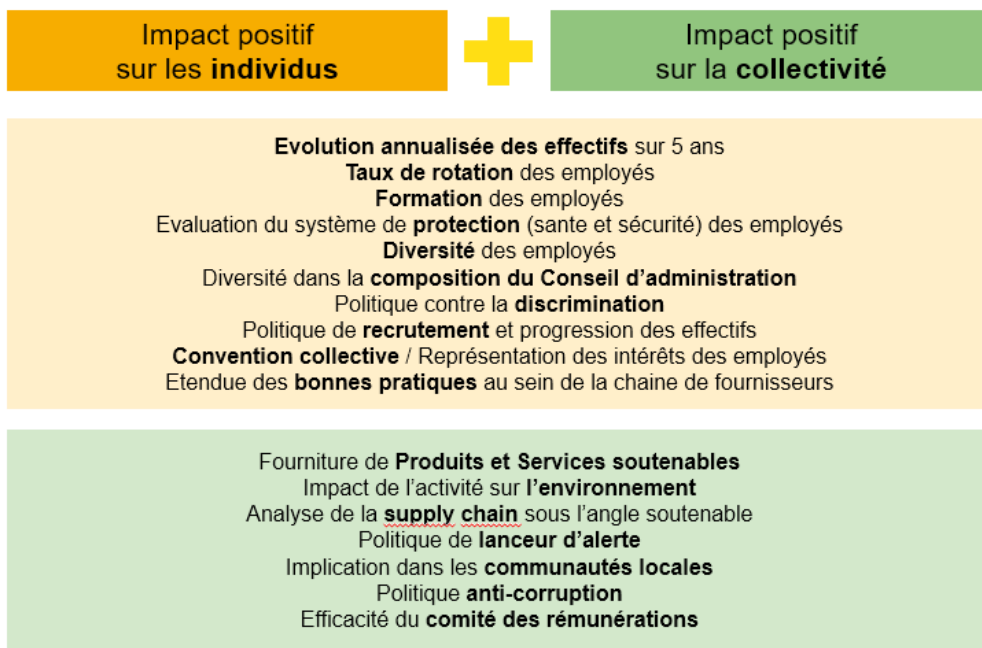 Impact positif
sur les individus
Impact positif
sur la collectivité
Evolution annualisée des effectifs sur 5 ans
Taux de rotation des employés
Formation des employés
Evaluation du système de protection (sante et sécurité) des employés
Diversité des employés
Diversité dans la composition du Conseil d'administration
Politique contre la discrimination
Politique de recrutement et progression des effectifs
Convention collective / Représentation des intérêts des employés
Etendue des bonnes pratiques au sein de la chaine de fournisseurs
Fourniture de Produits et Services soutenables
Impact de l'activité sur l'environnement
Analyse de la supply chain sous l'angle soutenable
Politique de lanceur d'alerte
Implication dans les communautés locales
Politique anti-corruption
Efficacité du comité des rémunérations